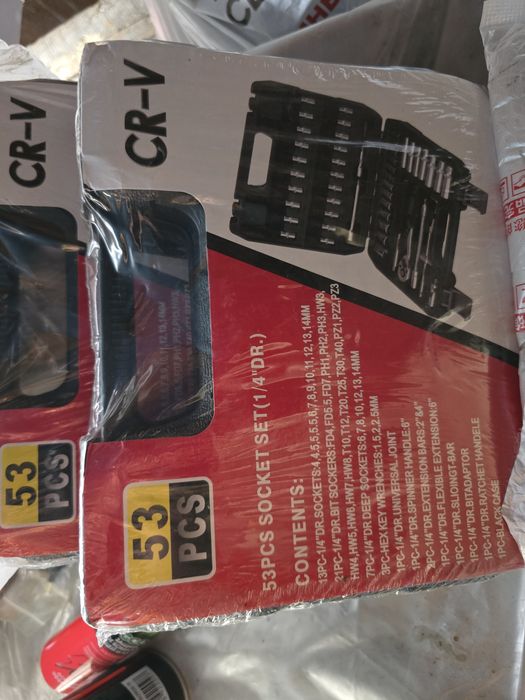 CR-V
53
PCS
CR-V
53
PCS
53PCS SOCKET SET(1/4"DR.)
CONTENTS:
13PC-1/4"DR.SOCKETS:4,4.5,5,5.5,6,7,8,9,10,11,12,13,14MM
21PC-1/4"DR.BIT SOCKERS:FD4,FD5.5,FD7,PH1,PH2,PH3,HW3,
HW4,HW5,HW6,HW7,HW8,T10,T12,T20,T25,T30,T40,PZ1,PZ2,PZ3
7PC-1/4"DR.DEEP SOCKETS:6,7,8,10,12,13,14MM
3PC-HEX KEY WRENCHES:1.5,2,2.5MM
1PC-1/4"DR.UNIVERSALJOINT
1PC-1/4"DR.SPINNER HANDLE:6"
2PC-1/4"DR.EXTENSION BARS:2"&4"
1PC-1/4"DR.FLEXIBLE EXTENSION:6"
1PC-1/4"DR.SLIJOINGT-BAR
1PC-1/4"DR.BITADAPTOR
1PC-1/4"DR.RATCHET HANDELE
1PC-BLACK CASE